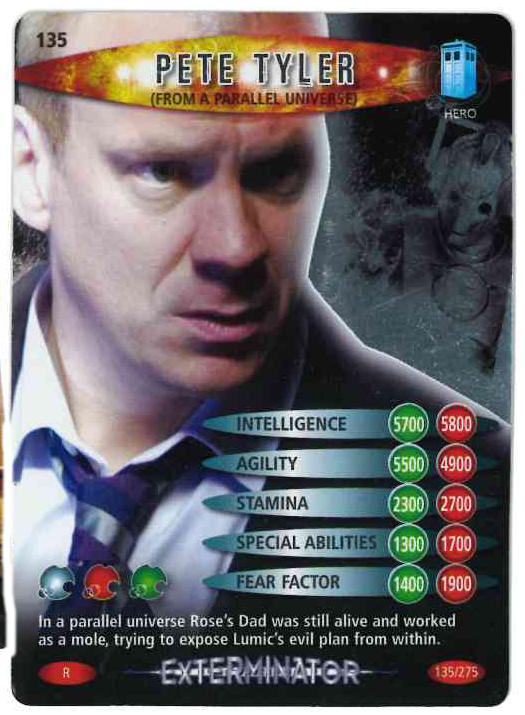 135
PETE TYLER
(FROM A PARALLEL UNIVERSE)
HERO
INTELLIGENCE 5700 5800
AGILITY 5500 4900
STAMINA 2300 2700
SPECIAL ABILITIES 1300 1700
FEAR FACTOR 1400 1900
In a parallel universe Rose's Dad was still alive and worked
as a mole, trying to expose Lumic's evil plan from within.
R
EXTERMINATOR
135/275